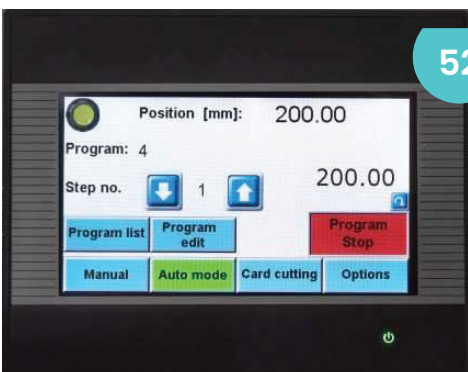 52
Position [mm]: 200.00
Program: 4
200.00
Step no. 1
Program list Program edit Program Stop
Manual Auto mode Card cutting Options